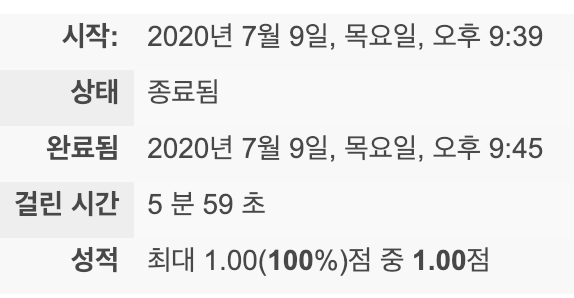 시작: 2020년 7월 9일, 목요일, 오후 9:39
상태 종료됨
완료됨 2020년 7월 9일, 목요일, 오후 9:45
걸린 시간 5 분 59 초
성적 최대 1.00(100%)점 중 1.00점